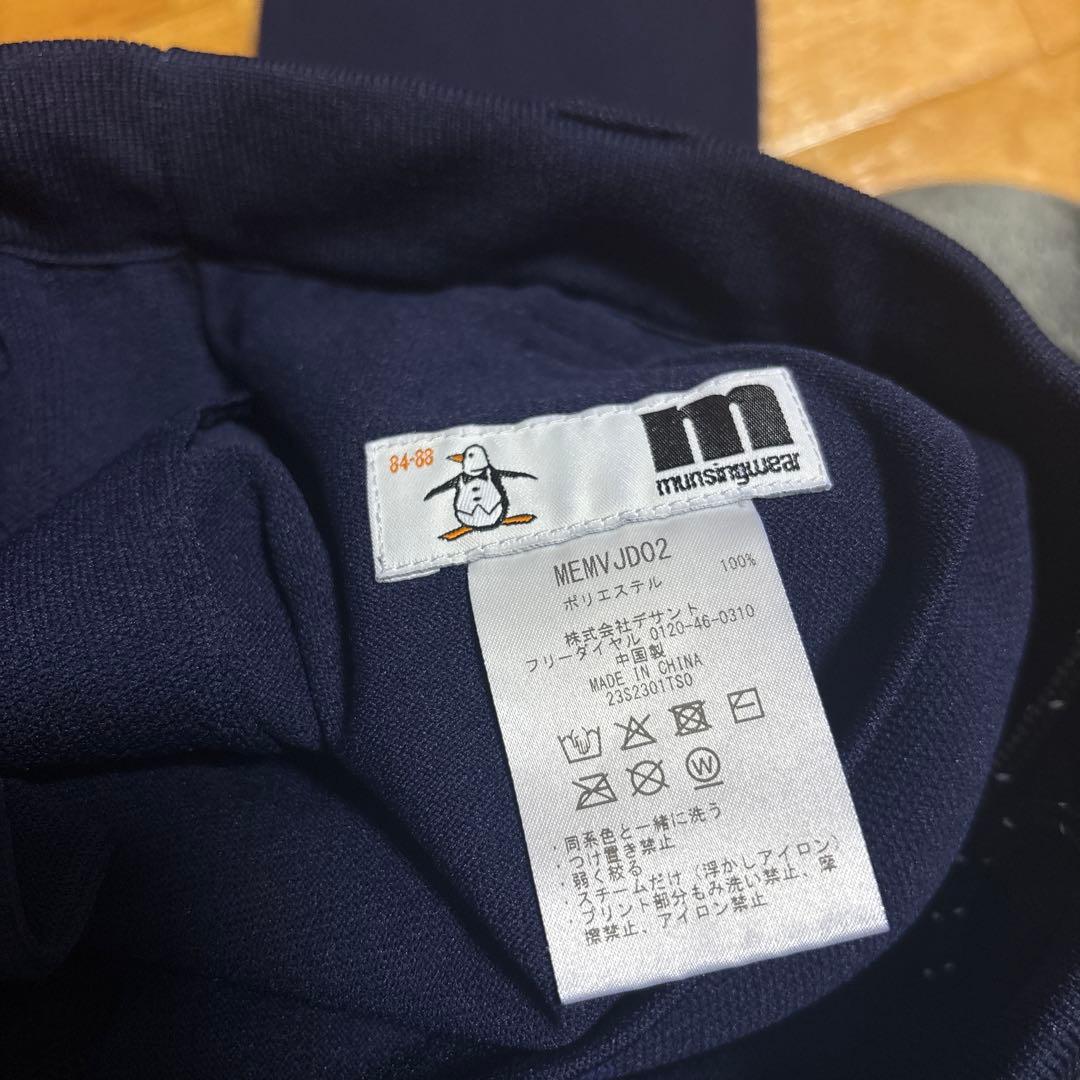 84-88
m
munsingwear
MEMVJD02
ポリエステル 100%
株式会社デサント
フリーダイヤル 0120-46-0310
中国製
MADE IN CHINA
23S2301TSO
W
・同系色と一緒に洗う
・つけ置き禁止
・弱く絞る
・スチームだけ(浮かしアイロン)
・プリント部分もみ洗い禁止、摩
擦禁止、アイロン禁止